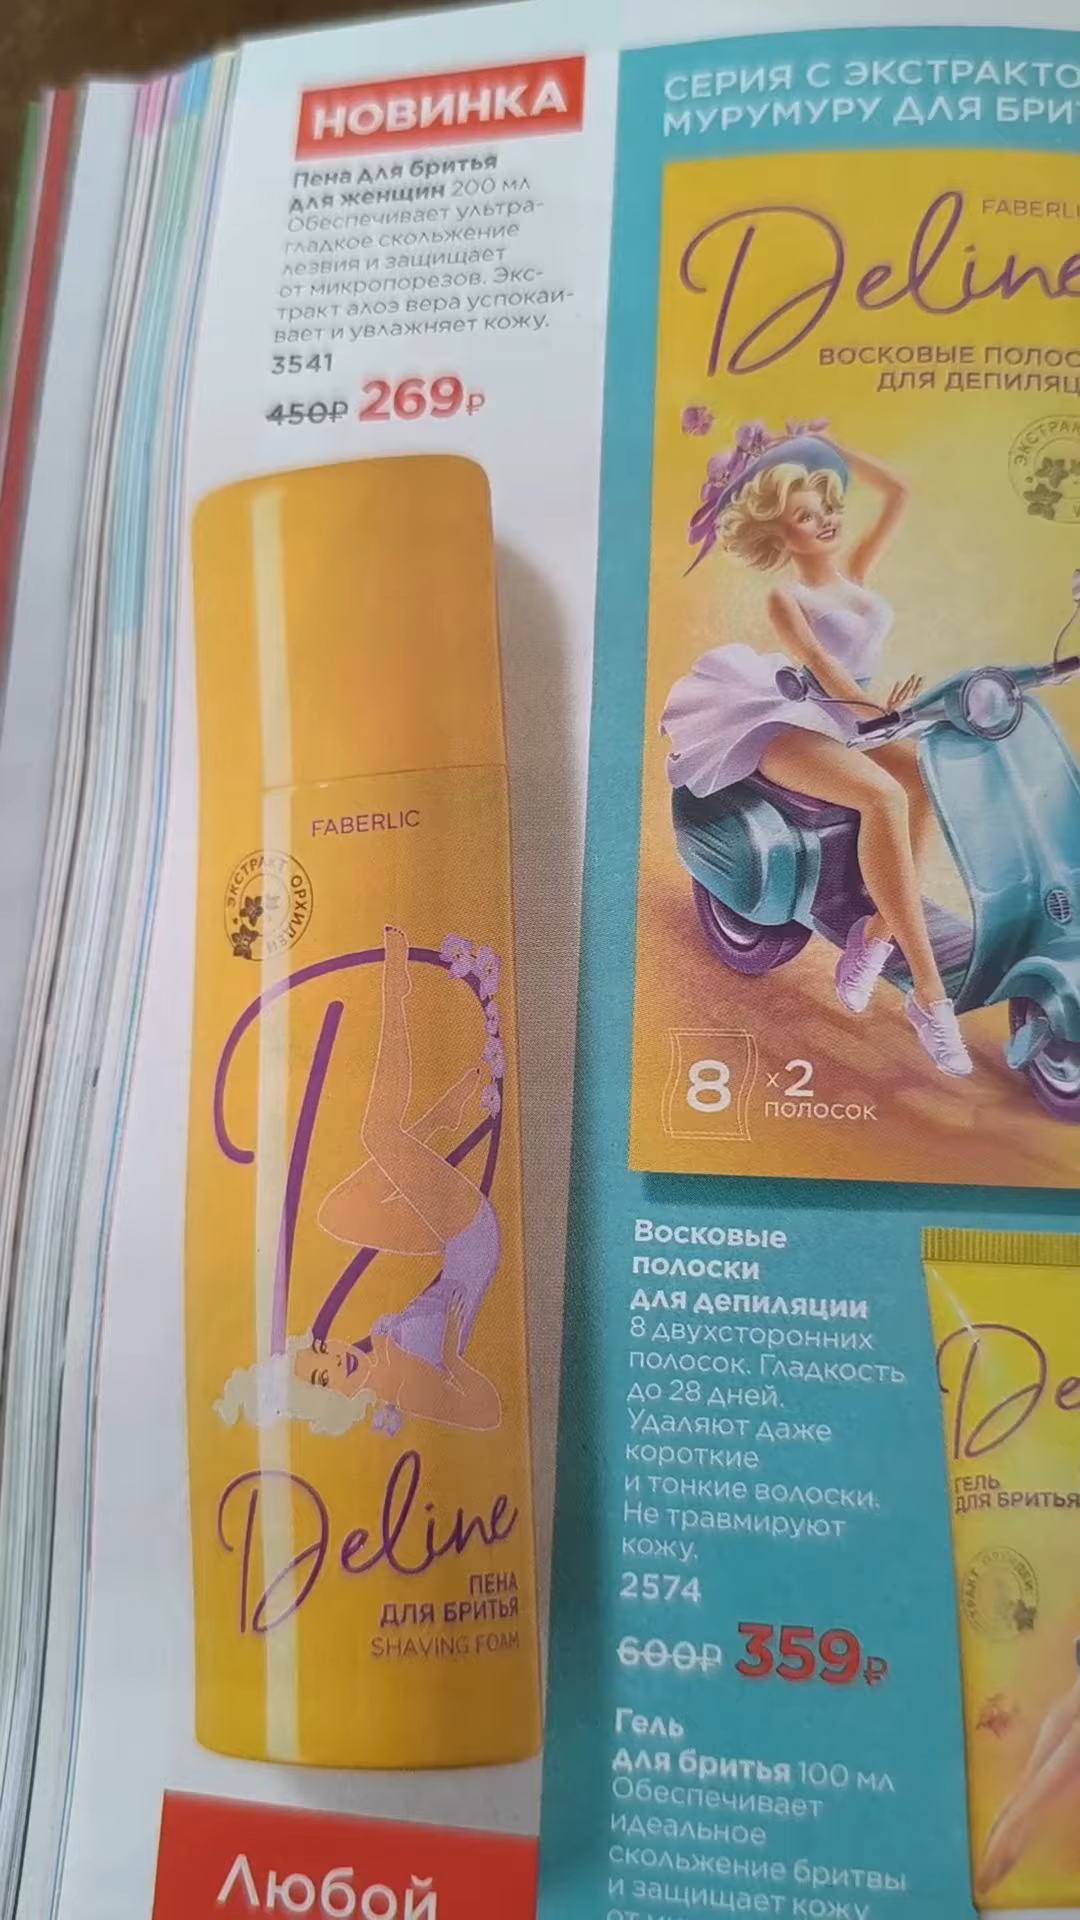 НОВИНКА
Пена для бритья
для женщин 200 мл
Обеспечивает ультра-
гладкое скольжение
лезвия и защищает
от микропорезов. Экс-
тракт алоэ вера успокаи-
вает и увлажняет кожу.
3541
450₽ 269₽
FABERLIC
ЭКСТРАКТ ОРХИДЕИ
Deline
ПЕНА
ДЛЯ БРИТЬЯ
SHAVING FOAM
Любой
СЕРИЯ С ЭКСТРАКТО
МУРУМУРУ ДЛЯ БРИ
FABERLI
Deline
ВОСКОВЫЕ ПОЛОС
ДЛЯ ДЕПИЛЯЦ
ЭКСТРАК
8 x2
ПОЛОСОК
Восковые
полоски
для депиляции
8 двухсторонних
полосок. Гладкость
до 28 дней.
Удаляют даже
короткие
и тонкие волоски.
Не травмируют
кожу.
2574
600₽ 359₽
De
ГЕЛЬ
ДЛЯ БРИТЬЯ
Гель
для бритья 100 мл
Обеспечивает
идеальное
скольжение бритвы
и защищает кожу